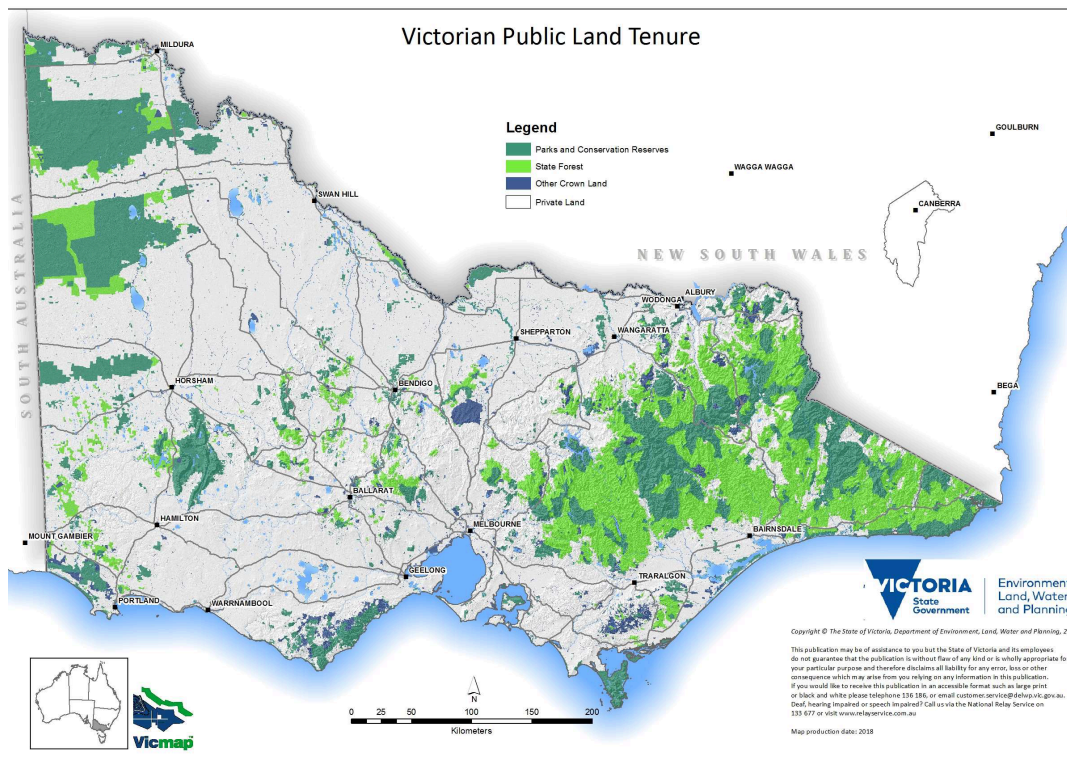 Victorian Public Land Tenure
MILDURA
Legend
Parks and Conservation Reserves
State Forest
Other Crown Land
Private Land
GOULBURN
WAGGA WAGGA
CANBERRA
SWAN HILL
SOUTH AUSTRALIA
NEW SOUTH WALES
ALBURY
WODONGA
WANGARATTA
SHEPPARTON
HORSHAM
BENDIGO
BEGA
BALLARAT
HAMILTON
MELBOURNE
BAIRNSDALE
MOUNT GAMBIER
GEELONG
TRARALGON
PORTLAND
WARRNAMBOOL
VICTORIA
State
Government
Environment
Land, Water
and Planning
Copyright © The State of Victoria, Department of Environment, Land, Water and Planning, 2
This publication may be of assistance to you but the State of Victoria and its employees
do not guarantee that the publication is without flaw of any kind or is wholly appropriate fo
your particular purpose and therefore disclaims all liability for any error, loss or other
consequence which may arise from you relying on any information in this publication.
If you would like to receive this publication in an accessible format such as large print
or black and white please telephone 136 186, or email customer.service@delwp.vic.gov.au.
Deaf, hearing impaired or speech impaired? Call us via the National Relay Service on
133 677 or visit www.relayservice.com.au
Map production date: 2018
N
0 25 50 100 150 200
Kilometers
Vicmap™